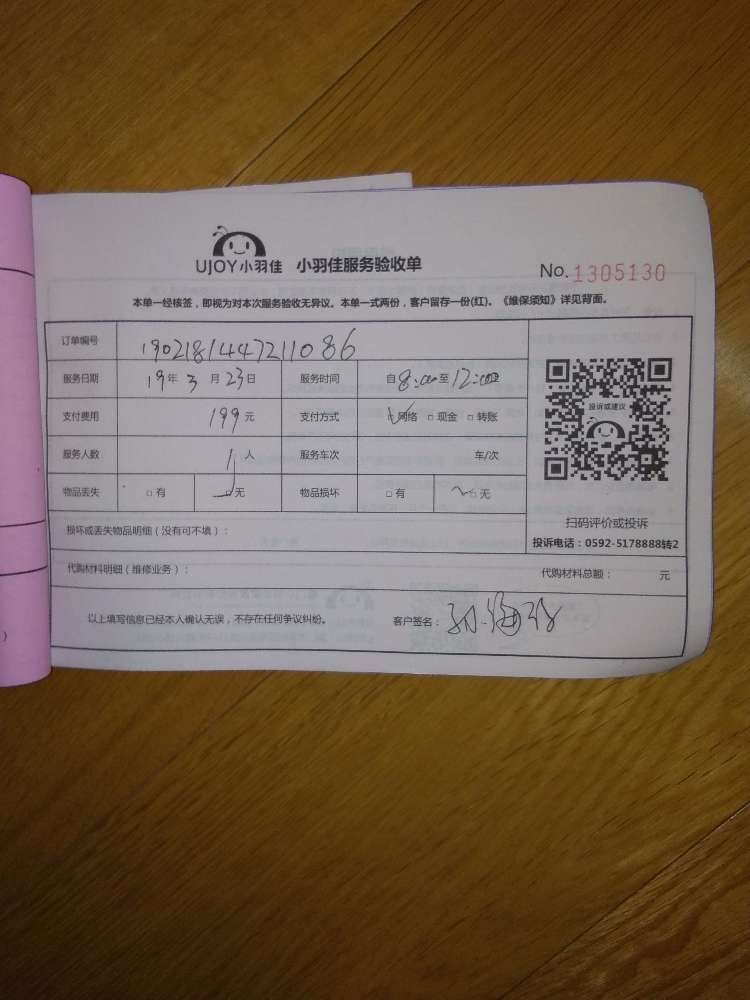 UJOY小羽佳 小羽佳服务验收单 No. 1305130
本单一经核签，即视为对本次服务验收无异议。本单一式两份，客户留存一份(红)。《维保须知》详见背面。
订单编号 190218144721 1086
服务日期 19年 3 月 23日 服务时间 自8:00至12:00
支付费用 199 元 支付方式 ☑网络 □现金 □转账
服务人数 1 人 服务车次 车/次
物品丢失 □有 ☑无 物品损坏 □有 ☑无
投诉或建议
扫码评价或投诉
投诉电话：0592-5178888转2
损坏或丢失物品明细（没有可不填）：
代购材料明细（维修业务）： 代购材料总额： 元
以上填写信息已经本人确认无误，不存在任何争议纠纷。 客户签名：